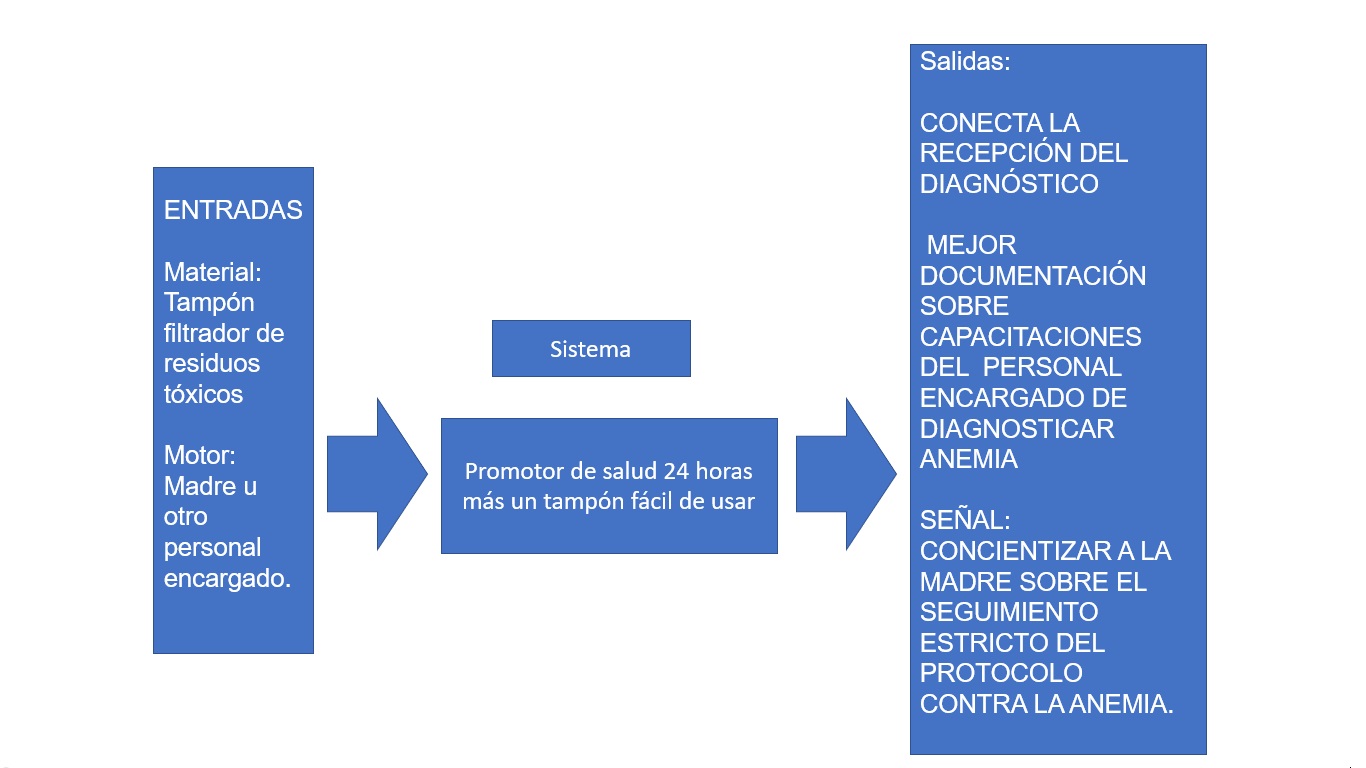 ENTRADAS
Material:
Tampón
filtrador de
residuos
tóxicos
Motor:
Madre u
otro
personal
encargado.
Sistema
Promotor de salud 24 horas
más un tampón fácil de usar
Salidas:
CONECTA LA
RECEPCIÓN DEL
DIAGNÓSTICO
MEJOR
DOCUMENTACIÓN
SOBRE
CAPACITACIONES
DEL  PERSONAL
ENCARGADO DE
DIAGNOSTICAR
ANEMIA
SEÑAL:
CONCIENTIZAR A LA
MADRE SOBRE EL
SEGUIMIENTO
ESTRICTO DEL
PROTOCOLO
CONTRA LA ANEMIA.